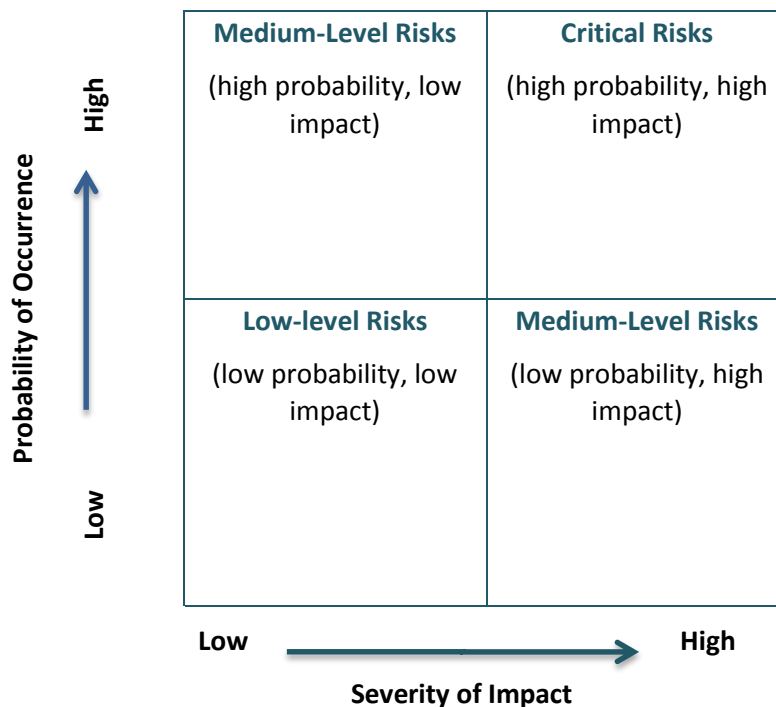 Medium-Level Risks
(high probability, low
impact)
Critical Risks
(high probability, high
impact)
High
Probability of Occurrence
Low-level Risks
(low probability, low
impact)
Medium-Level Risks
(low probability, high
impact)
Low
Low
High
Severity of Impact